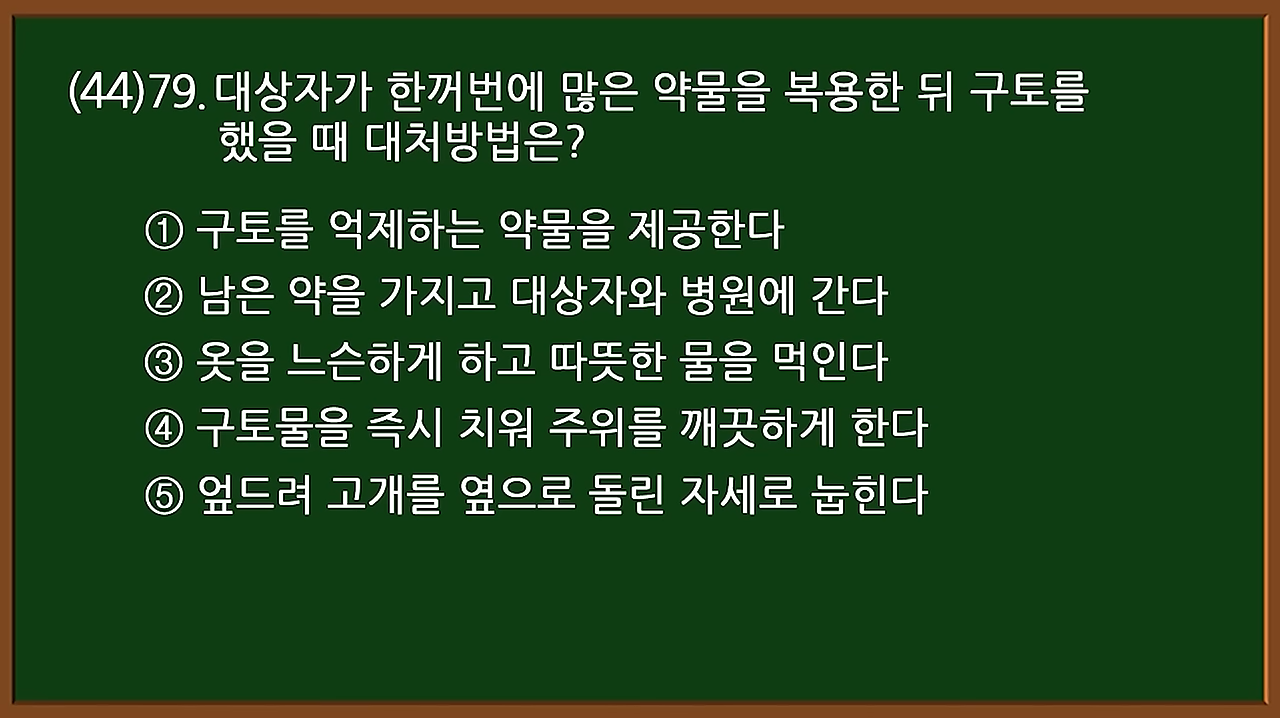 (44)79. 대상자가 한꺼번에 많은 약물을 복용한 뒤 구토를
했을 때 대처방법은?
① 구토를 억제하는 약물을 제공한다
② 남은 약을 가지고 대상자와 병원에 간다
③ 옷을 느슨하게 하고 따뜻한 물을 먹인다
④ 구토물을 즉시 치워 주위를 깨끗하게 한다
⑤ 엎드려 고개를 옆으로 돌린 자세로 눕힌다